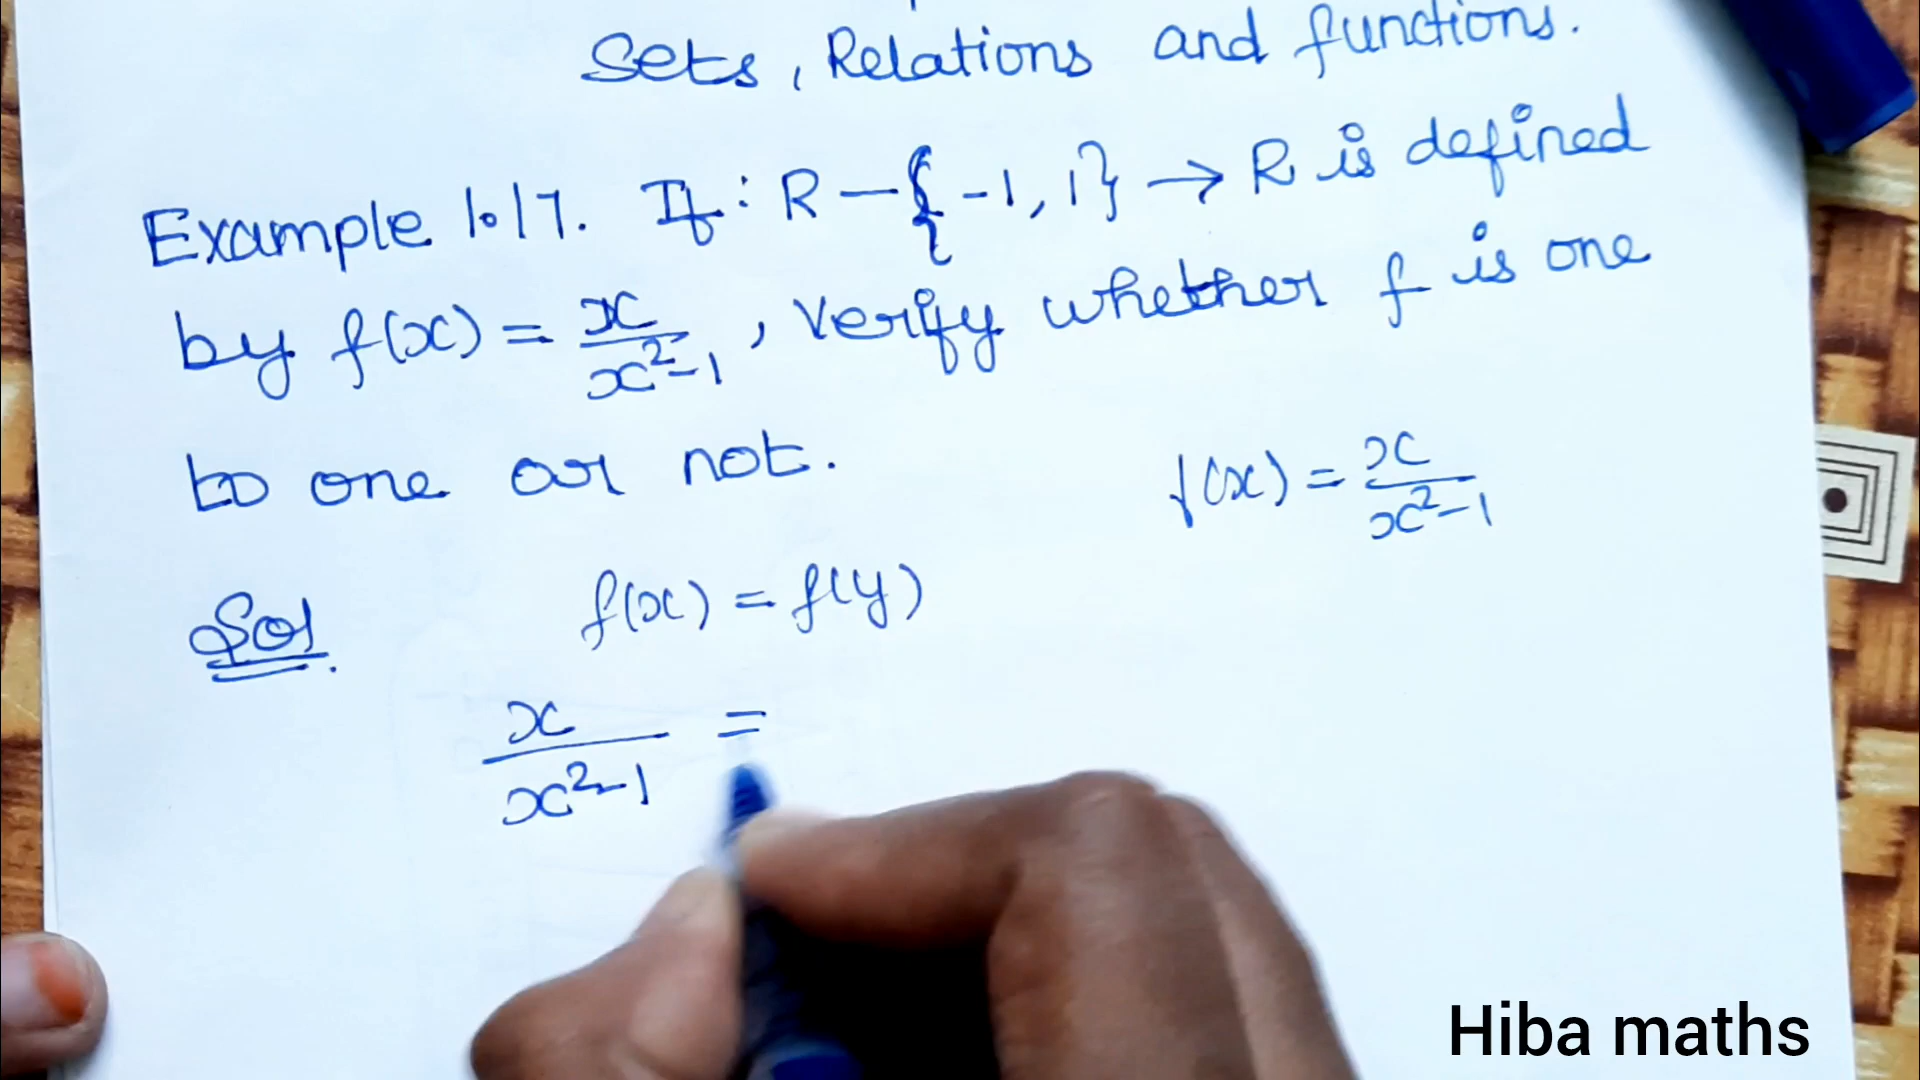 Sets, Relations and functions.
Example 1.17. If : R - {-1, 1} → R is defined
by f(x) = x/x²-1, Verify whether f is one
to one or not.
f(x) = x/x²-1
Sol.
f(x) = f(y)
x/x²-1 =
Hiba maths